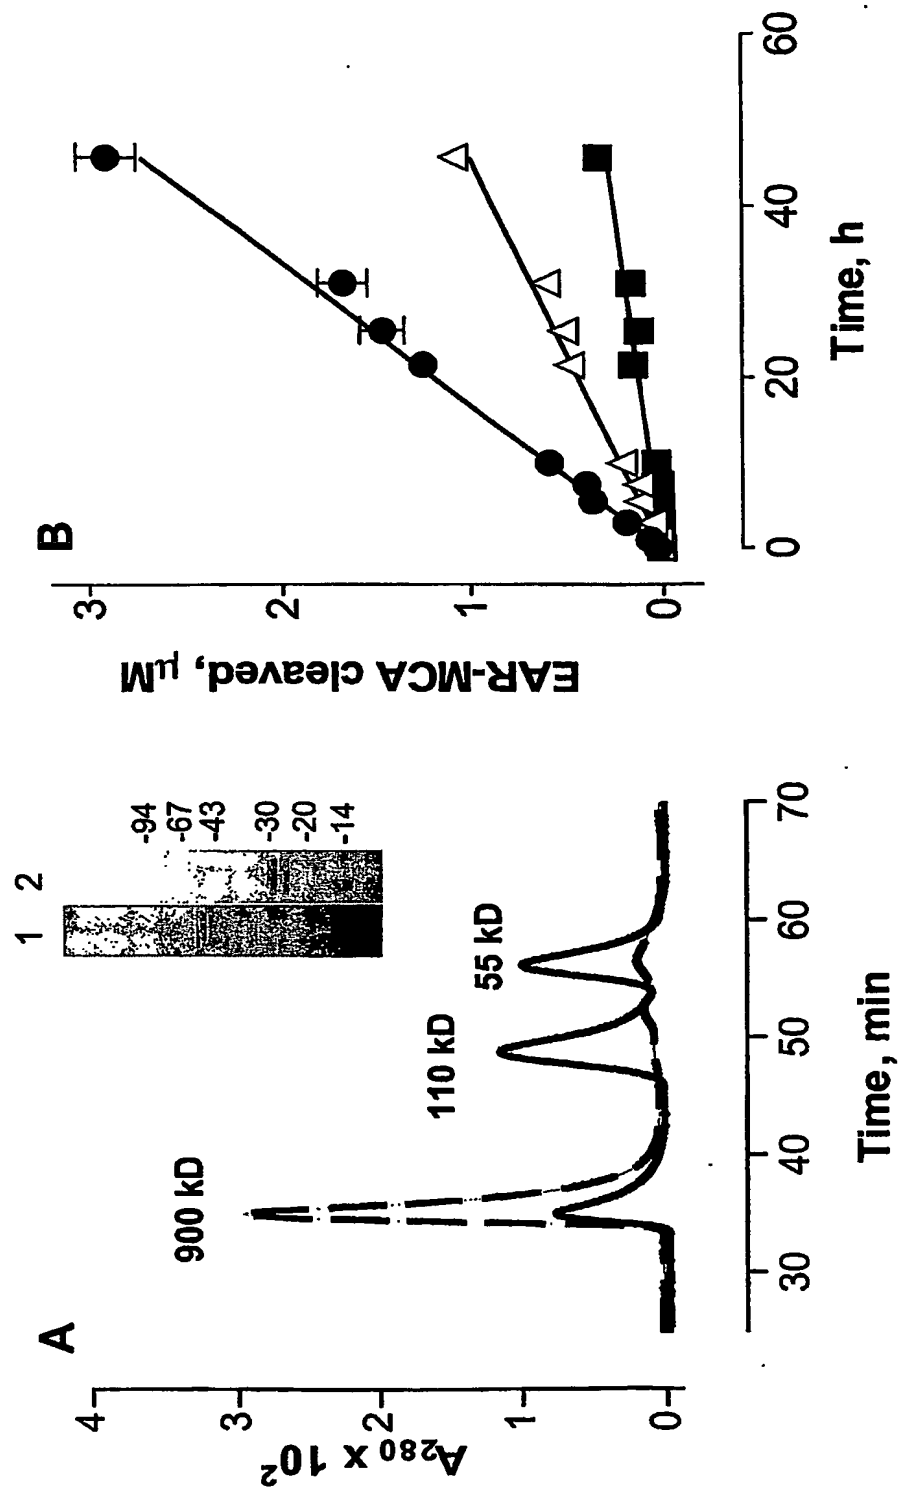 A
1 2
-94
-67
-43
-30
-20
-14
900 kD
110 kD
55 kD
4
3
2
1
0
A₂₈₀ x 10²
30 40 50 60 70
Time, min
B
3
2
1
0
EAR-MCA cleaved, µM
0 20 40 60
Time, h